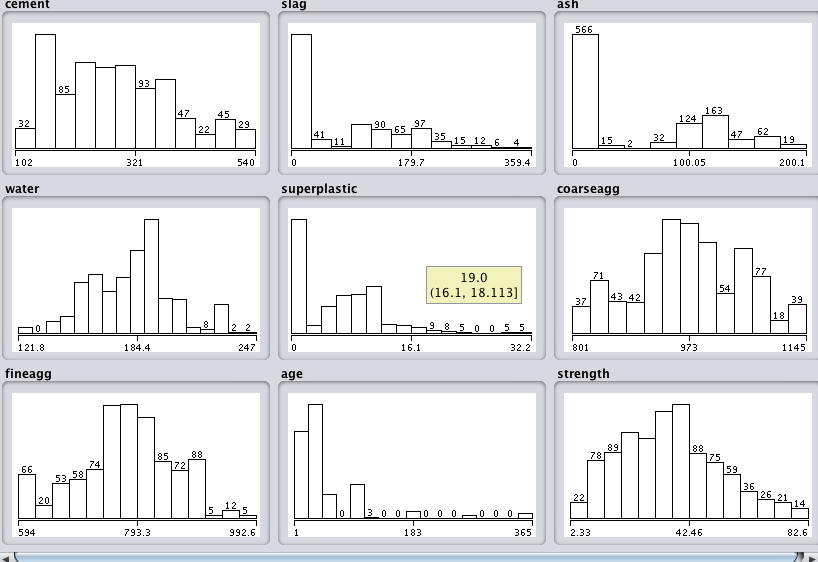 cement slag ash
32 85 93 47 22 45 29
102 321 540
41 11 90 65 97 35 15 12 6 4
0 179.7 359.4
566 15 2 32 124 163 47 62 19
0 100.05 200.1
water superplastic coarseagg
0 8 2 2
121.8 184.4 247
19.0
(16.1, 18.113]
9 8 5 0 0 5 5
0 16.1 32.2
37 71 43 42 54 77 18 39
801 973 1145
fineagg age strength
66 20 53 58 74 85 72 88 5 12 5
594 793.3 992.6
0 3 0 0 0 0 0 0 0 0
1 183 365
22 78 89 88 75 59 36 26 21 14
2.33 42.46 82.6